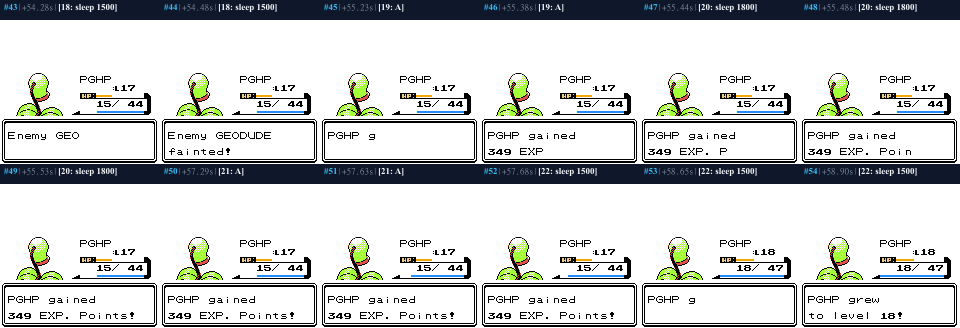 #43|+54.28s| [18: sleep 1500]
PGHP
:L17
HP:
15/ 44
Enemy GEO
#44|+54.48s| [18: sleep 1500]
PGHP
:L17
HP:
15/ 44
Enemy GEODUDE
fainted!
#45|+55.23s| [19: A]
PGHP
:L17
HP:
15/ 44
PGHP g
#46|+55.38s| [19: A]
PGHP
:L17
HP:
15/ 44
PGHP gained
349 EXP
#47|+55.44s| [20: sleep 1800]
PGHP
:L17
HP:
15/ 44
PGHP gained
349 EXP. P
#48|+55.48s| [20: sleep 1800]
PGHP
:L17
HP:
15/ 44
PGHP gained
349 EXP. Poin
#49|+55.53s| [20: sleep 1800]
PGHP
:L17
HP:
15/ 44
PGHP gained
349 EXP. Points!
#50|+57.29s| [21: A]
PGHP
:L17
HP:
15/ 44
PGHP gained
349 EXP. Points!
#51|+57.63s| [21: A]
PGHP
:L17
HP:
15/ 44
PGHP gained
349 EXP. Points!
#52|+57.68s| [22: sleep 1500]
PGHP
:L17
HP:
15/ 44
PGHP gained
349 EXP. Points!
#53|+58.65s| [22: sleep 1500]
PGHP
:L18
HP:
18/ 47
PGHP g
#54|+58.90s| [22: sleep 1500]
PGHP
:L18
HP:
18/ 47
PGHP grew
to level 18!